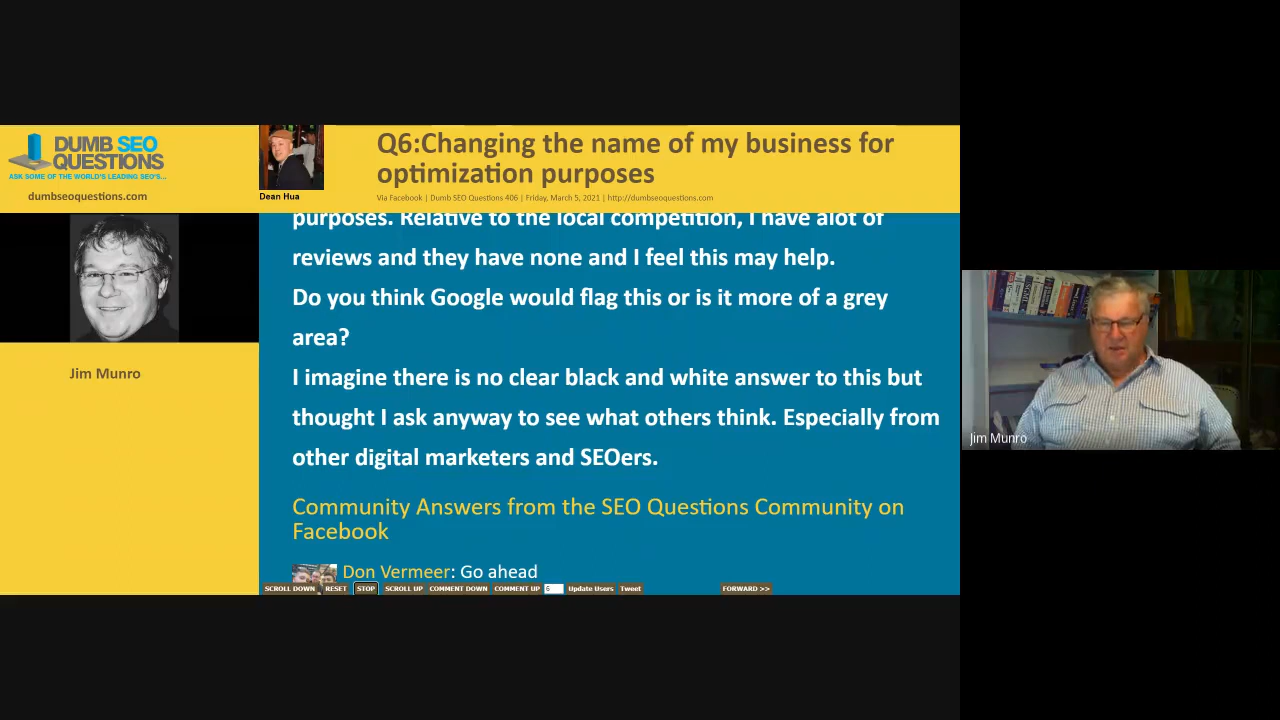 DUMB SEO
QUESTIONS
ASK SOME OF THE WORLD'S LEADING SEO'S...
dumbseoquestions.com
Dean Hua
Q6:Changing the name of my business for
optimization purposes
Via Facebook | Dumb SEO Questions 406 | Friday, March 5, 2021 | http://dumbseoquestions.com
Jim Munro
purposes. Relative to the local competition, I have alot of
reviews and they have none and I feel this may help.
Do you think Google would flag this or is it more of a grey
area?
I imagine there is no clear black and white answer to this but
thought I ask anyway to see what others think. Especially from
other digital marketers and SEOers.
Community Answers from the SEO Questions Community on
Facebook
Don Vermeer: Go ahead
SCROLL DOWN RESET STOP SCROLL UP COMMENT DOWN COMMENT UP 6 Update Users Tweet FORWARD >>
Jim Munro